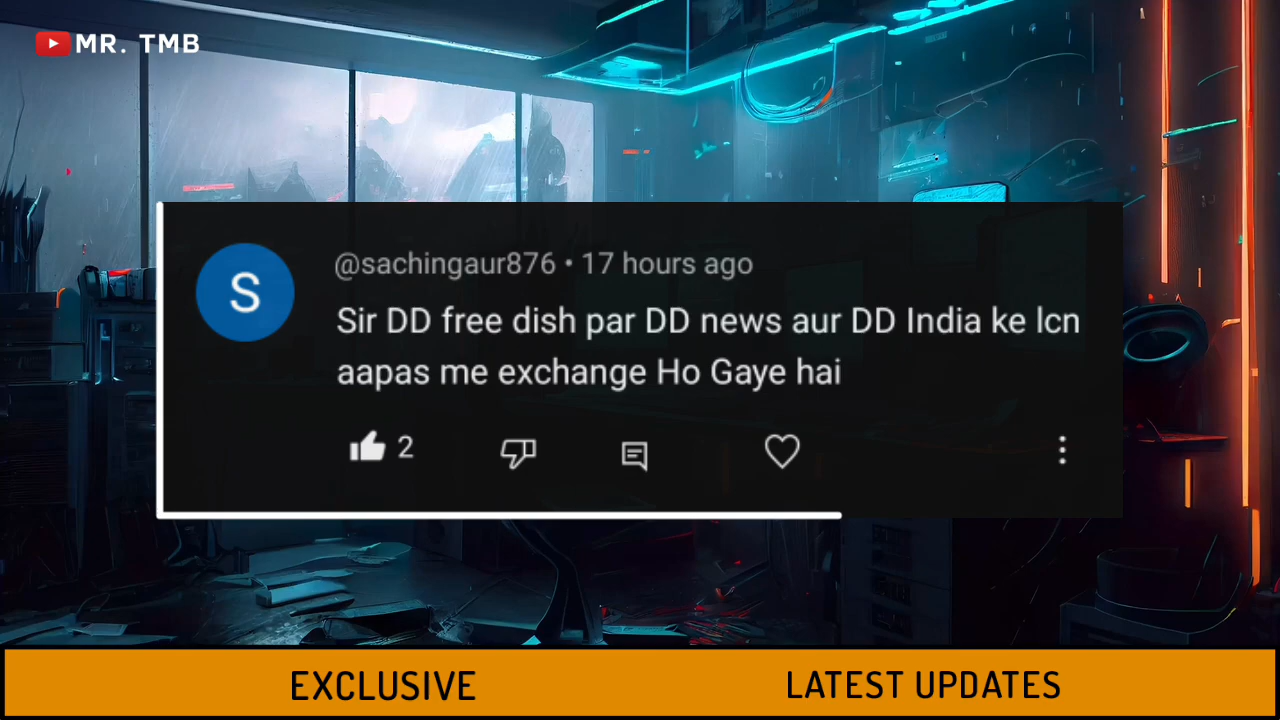 MR. TMB
S
@sachingaur876 • 17 hours ago
Sir DD free dish par DD news aur DD India ke lcn
aapas me exchange Ho Gaye hai
2
EXCLUSIVE
LATEST UPDATES